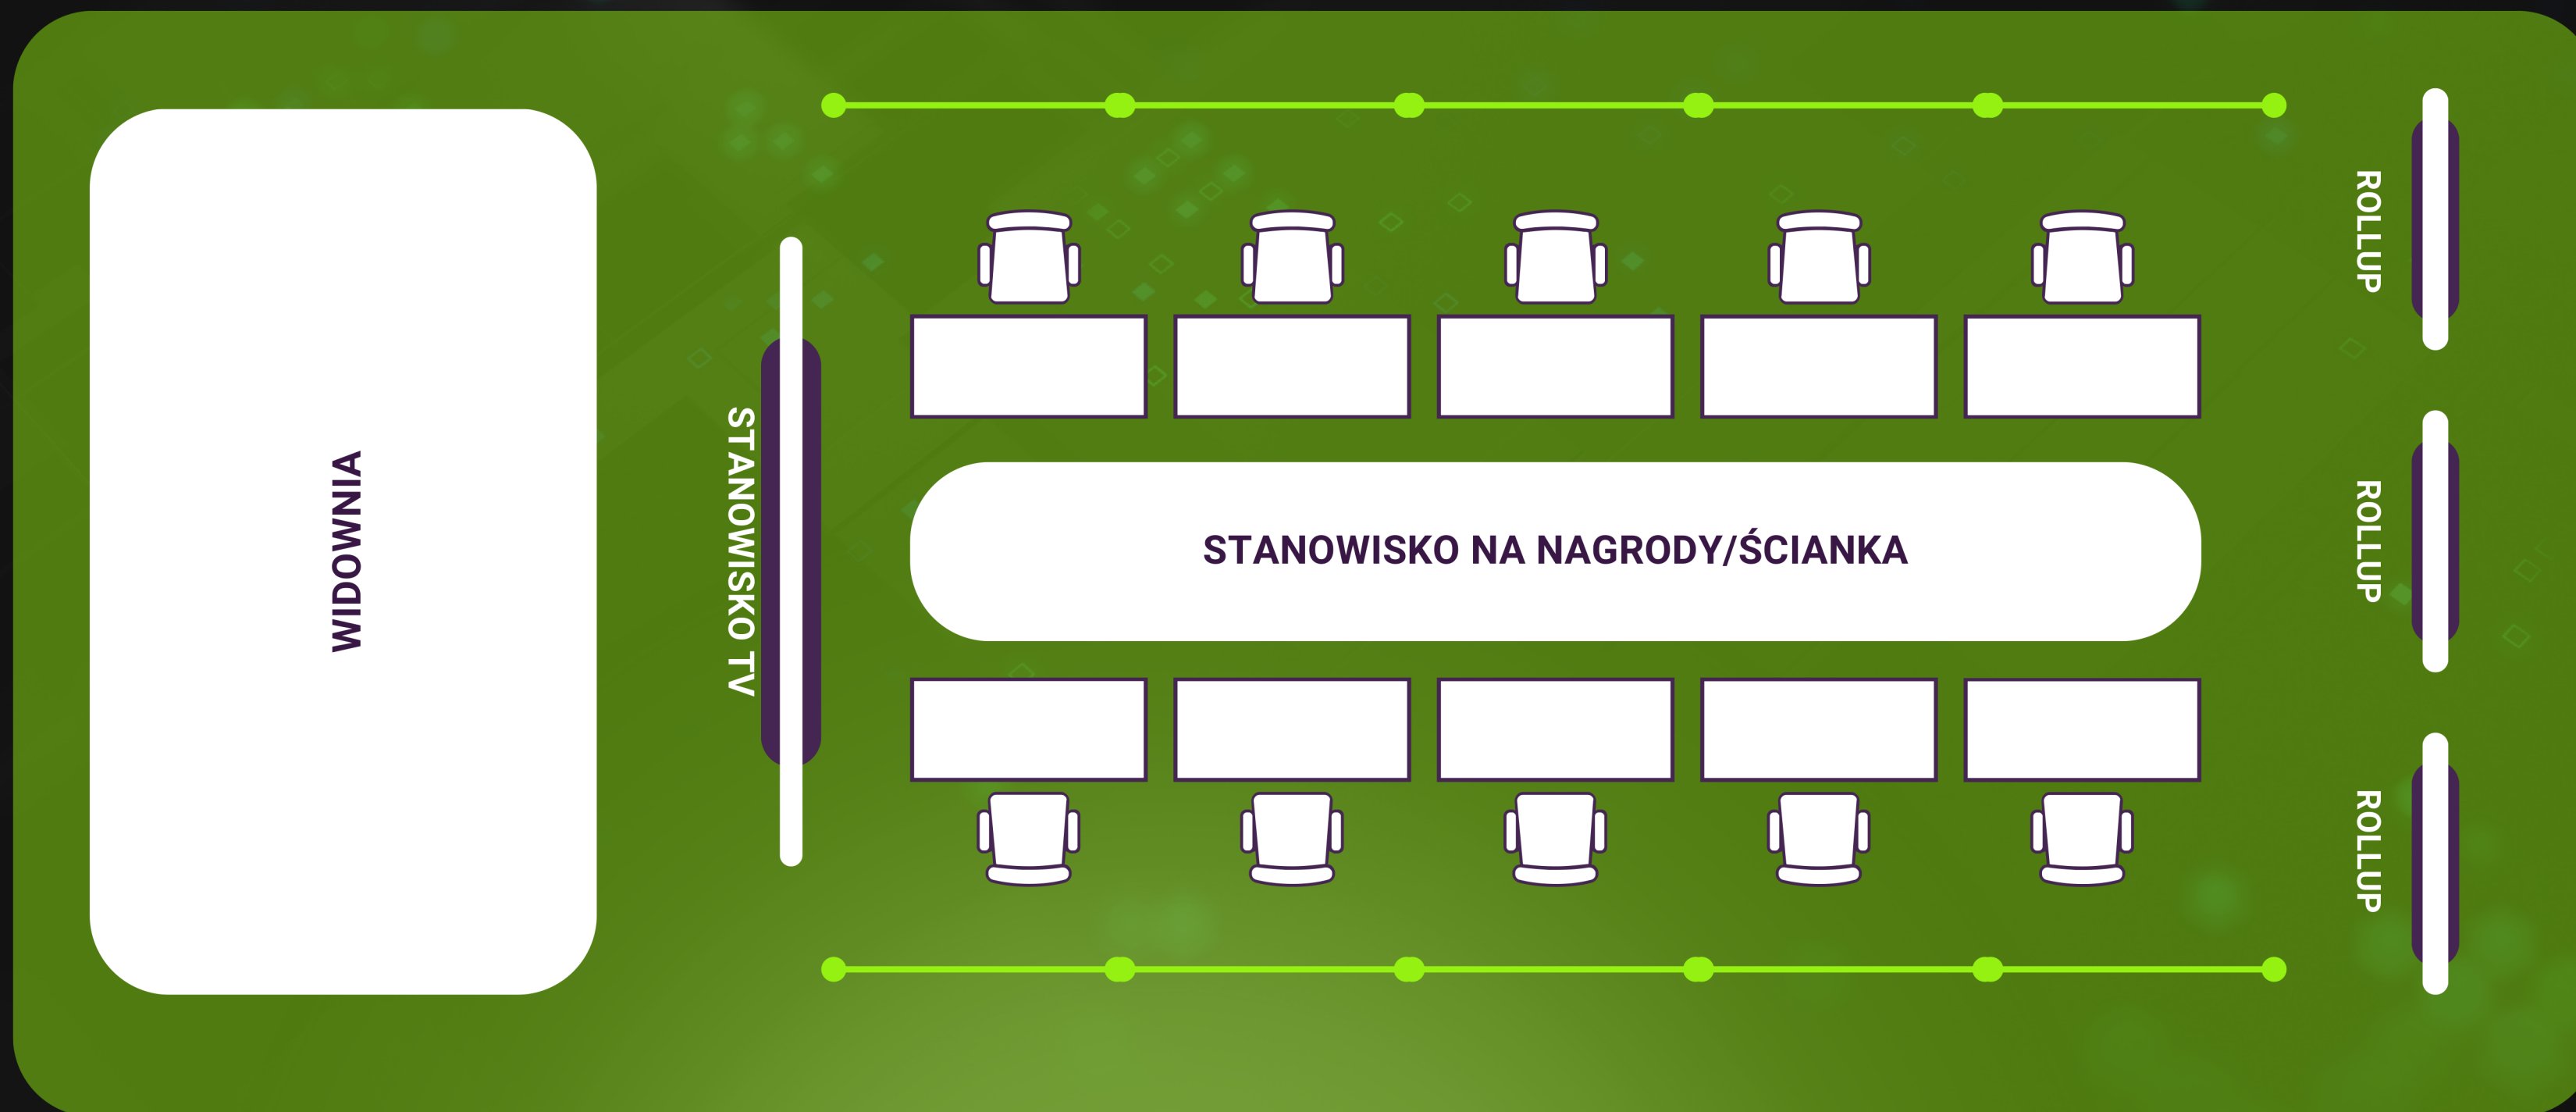 WIDOWNIA
STANOWISKO TV
STANOWISKO NA NAGRODY/ŚCIANKA
ROLLUP
ROLLUP
ROLLUP